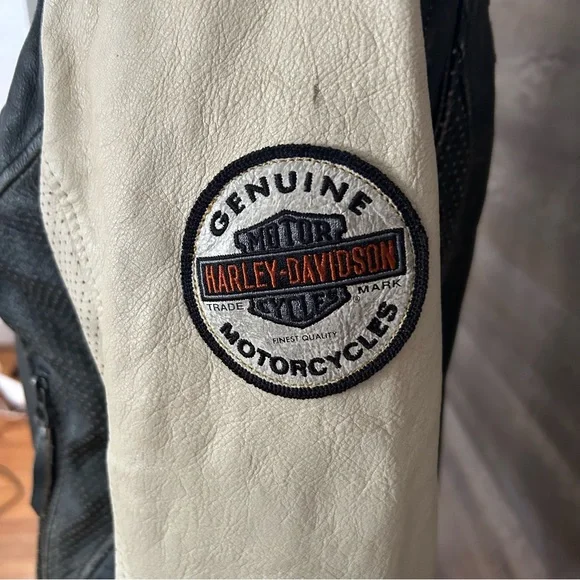 GENUINE
MOTOR
HARLEY-DAVIDSON
CYCLES
TRADE MARK
®
FINEST QUALITY
MOTORCYCLES